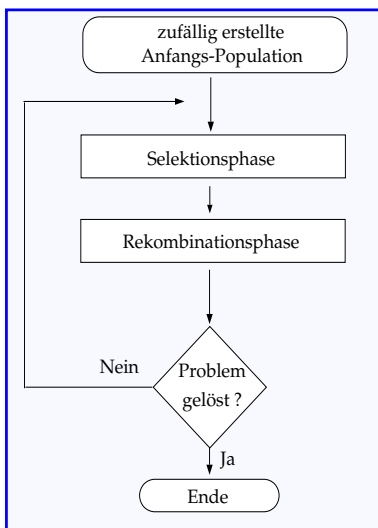 zufällig erstellte
Anfangs-Population
Selektionsphase
Rekombinationsphase
Nein
Problem
gelöst ?
Ja
Ende